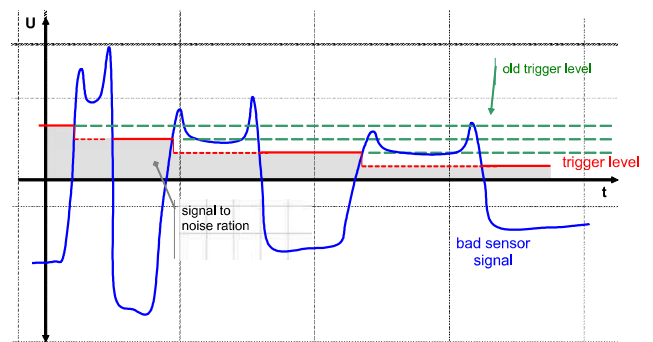 U
old trigger level
trigger level
t
signal to
noise ration
bad sensor
signal